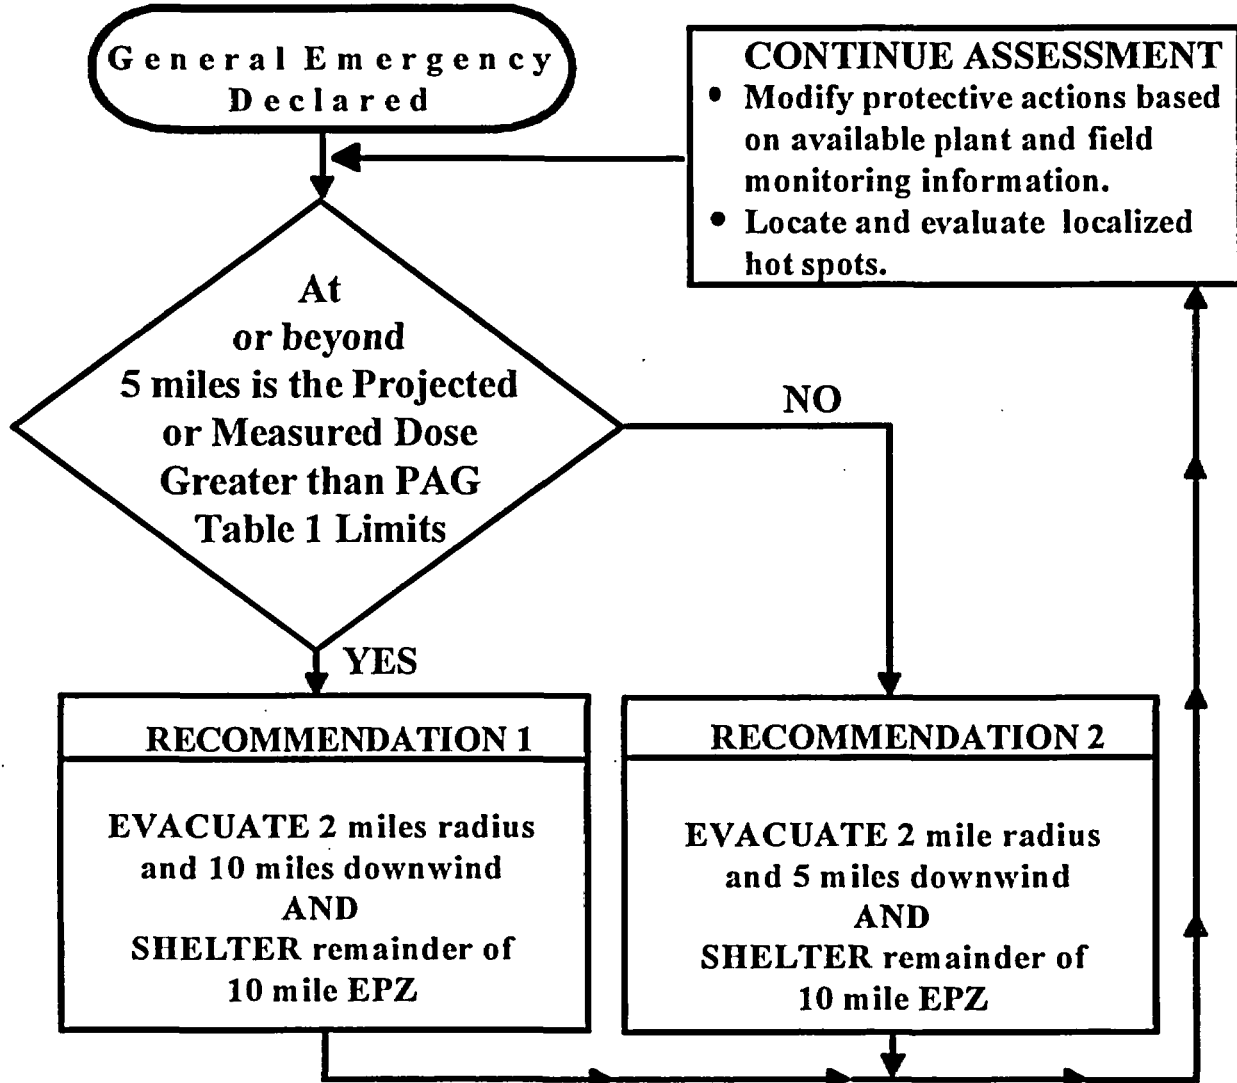 General Emergency
Declared
CONTINUE ASSESSMENT
• Modify protective actions based
on available plant and field
monitoring information.
• Locate and evaluate localized
hot spots.
At
or beyond
5 miles is the Projected
or Measured Dose
Greater than PAG
Table 1 Limits
NO
YES
RECOMMENDATION 1
EVACUATE 2 miles radius
and 10 miles downwind
AND
SHELTER remainder of
10 mile EPZ
RECOMMENDATION 2
EVACUATE 2 mile radius
and 5 miles downwind
AND
SHELTER remainder of
10 mile EPZ